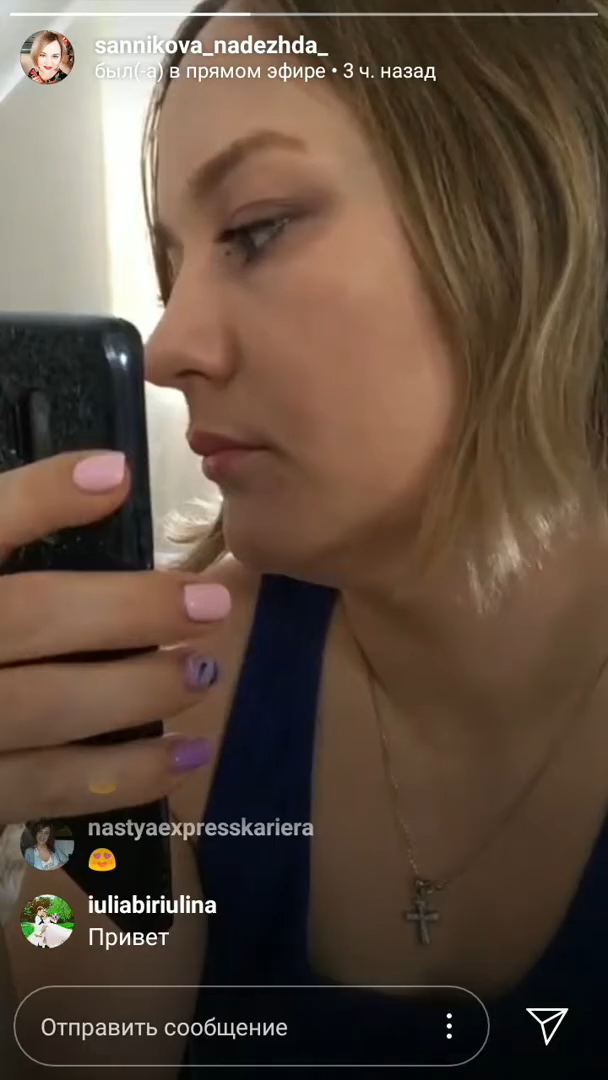 sannikova_nadezhda_
был(-а) в прямом эфире • 3 ч. назад
nastyaexpresskariera
😍
iuliabiriulina
Привет
Отправить сообщение